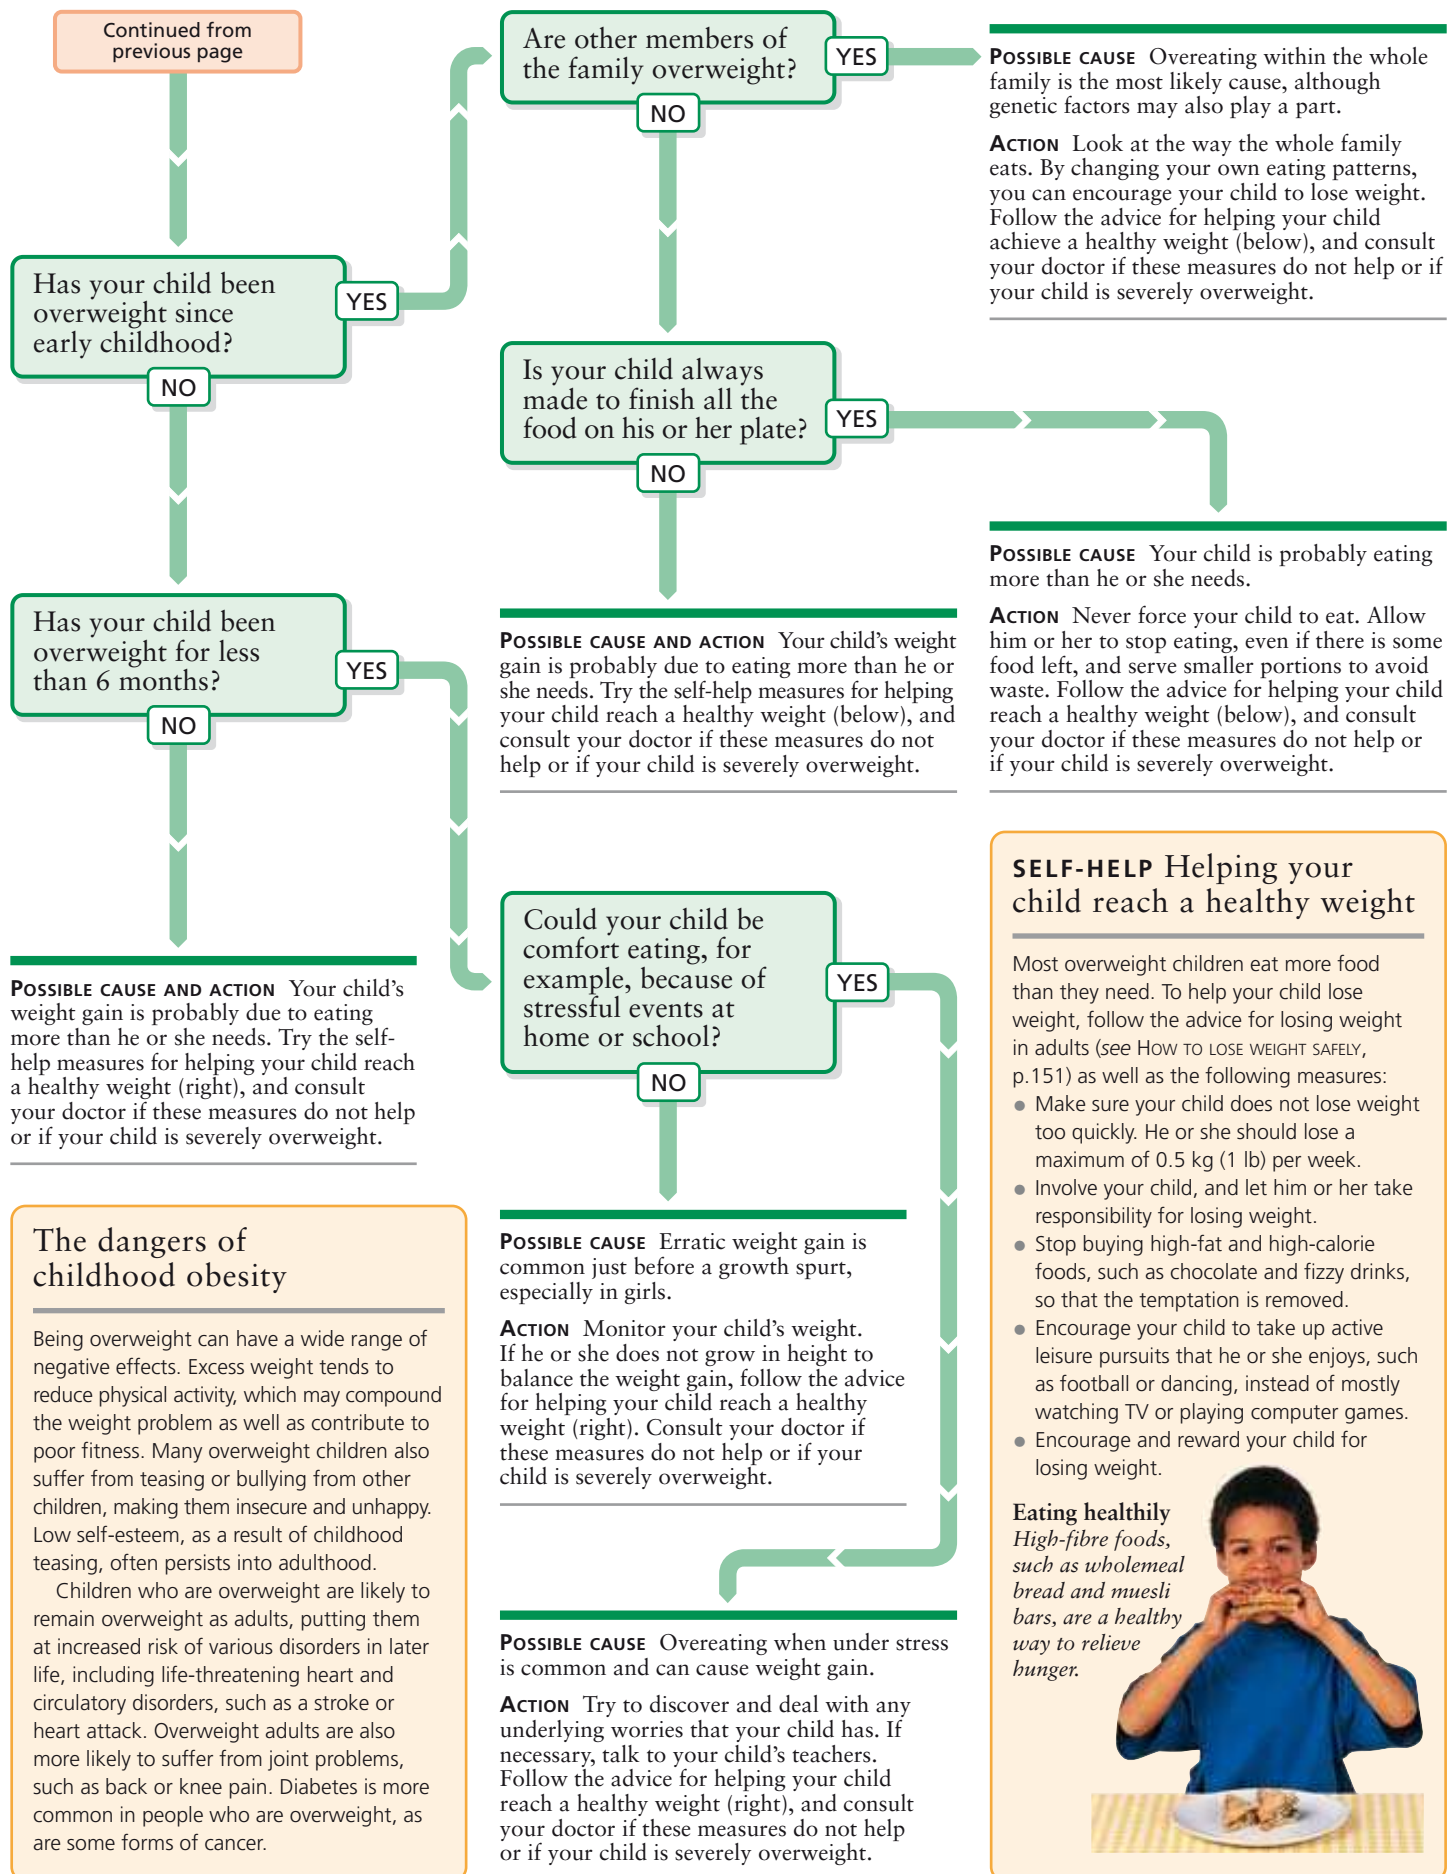 Continued from
previous page
Has your child been
overweight since
early childhood?
YES
NO
Has your child been
overweight for less
than 6 months?
YES
NO
POSSIBLE CAUSE AND ACTION Your child's
weight gain is probably due to eating
more than he or she needs. Try the self-
help measures for helping your child reach
a healthy weight (right), and consult
your doctor if these measures do not help
or if your child is severely overweight.
Are other members of
the family overweight?
YES
NO
POSSIBLE CAUSE Overeating within the whole
family is the most likely cause, although
genetic factors may also play a part.
ACTION Look at the way the whole family
eats. By changing your own eating patterns,
you can encourage your child to lose weight.
Follow the advice for helping your child
achieve a healthy weight (below), and consult
your doctor if these measures do not help or if
your child is severely overweight.
Is your child always
made to finish all the
food on his or her plate?
YES
NO
POSSIBLE CAUSE AND ACTION Your child's weight
gain is probably due to eating more than he or
she needs. Try the self-help measures for helping
your child reach a healthy weight (below), and
consult your doctor if these measures do not
help or if your child is severely overweight.
POSSIBLE CAUSE Your child is probably eating
more than he or she needs.
ACTION Never force your child to eat. Allow
him or her to stop eating, even if there is some
food left, and serve smaller portions to avoid
waste. Follow the advice for helping your child
reach a healthy weight (below), and consult
your doctor if these measures do not help or
if your child is severely overweight.
Could your child be
comfort eating, for
example, because of
stressful events at
home or school?
YES
NO
POSSIBLE CAUSE Erratic weight gain is
common just before a growth spurt,
especially in girls.
ACTION Monitor your child's weight.
If he or she does not grow in height to
balance the weight gain, follow the advice
for helping your child reach a healthy
weight (right). Consult your doctor if
these measures do not help or if your
child is severely overweight.
POSSIBLE CAUSE Overeating when under stress
is common and can cause weight gain.
ACTION Try to discover and deal with any
underlying worries that your child has. If
necessary, talk to your child's teachers.
Follow the advice for helping your child
reach a healthy weight (right), and consult
your doctor if these measures do not help
or if your child is severely overweight.
The dangers of
childhood obesity
Being overweight can have a wide range of
negative effects. Excess weight tends to
reduce physical activity, which may compound
the weight problem as well as contribute to
poor fitness. Many overweight children also
suffer from teasing or bullying from other
children, making them insecure and unhappy.
Low self-esteem, as a result of childhood
teasing, often persists into adulthood.
Children who are overweight are likely to
remain overweight as adults, putting them
at increased risk of various disorders in later
life, including life-threatening heart and
circulatory disorders, such as a stroke or
heart attack. Overweight adults are also
more likely to suffer from joint problems,
such as back or knee pain. Diabetes is more
common in people who are overweight, as
are some forms of cancer.
SELF-HELP Helping your
child reach a healthy weight
Most overweight children eat more food
than they need. To help your child lose
weight, follow the advice for losing weight
in adults (see HOW TO LOSE WEIGHT SAFELY,
p.151) as well as the following measures:
● Make sure your child does not lose weight
too quickly. He or she should lose a
maximum of 0.5 kg (1 lb) per week.
● Involve your child, and let him or her take
responsibility for losing weight.
● Stop buying high-fat and high-calorie
foods, such as chocolate and fizzy drinks,
so that the temptation is removed.
● Encourage your child to take up active
leisure pursuits that he or she enjoys, such
as football or dancing, instead of mostly
watching TV or playing computer games.
● Encourage and reward your child for
losing weight.
Eating healthily
High-fibre foods,
such as wholemeal
bread and muesli
bars, are a healthy
way to relieve
hunger.